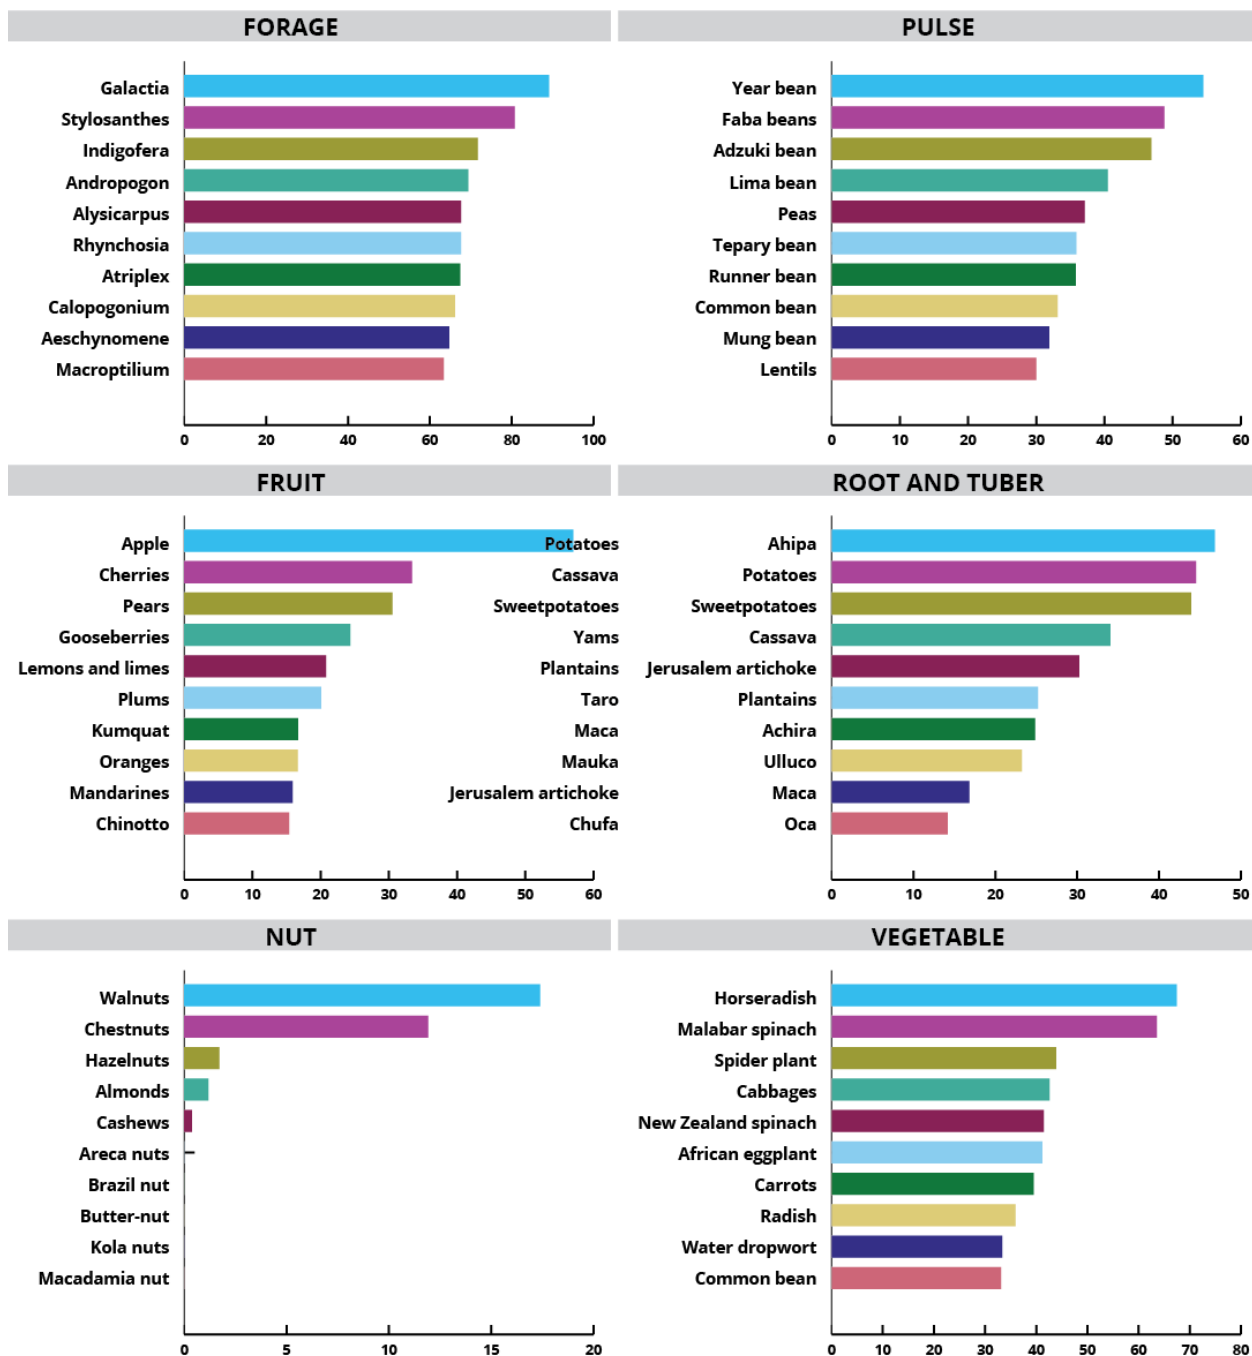 FORAGE
Galactia
Stylosanthes
Indigofera
Andropogon
Alysicarpus
Rhynchosia
Atriplex
Calopogonium
Aeschynomene
Macroptilium
0 20 40 60 80 100
PULSE
Year bean
Faba beans
Adzuki bean
Lima bean
Peas
Tepary bean
Runner bean
Common bean
Mung bean
Lentils
0 10 20 30 40 50 60
FRUIT
Apple
Cherries
Pears
Gooseberries
Lemons and limes
Plums
Kumquat
Oranges
Mandarines
Chinotto
0 10 20 30 40 50 60
Potatoes
Cassava
Sweetpotatoes
Yams
Plantains
Taro
Maca
Mauka
Jerusalem artichoke
Chufa
ROOT AND TUBER
Ahipa
Potatoes
Sweetpotatoes
Cassava
Jerusalem artichoke
Plantains
Achira
Ulluco
Maca
Oca
0 10 20 30 40 50
NUT
Walnuts
Chestnuts
Hazelnuts
Almonds
Cashews
Areca nuts
Brazil nut
Butter-nut
Kola nuts
Macadamia nut
0 5 10 15 20
VEGETABLE
Horseradish
Malabar spinach
Spider plant
Cabbages
New Zealand spinach
African eggplant
Carrots
Radish
Water dropwort
Common bean
0 10 20 30 40 50 60 70 80